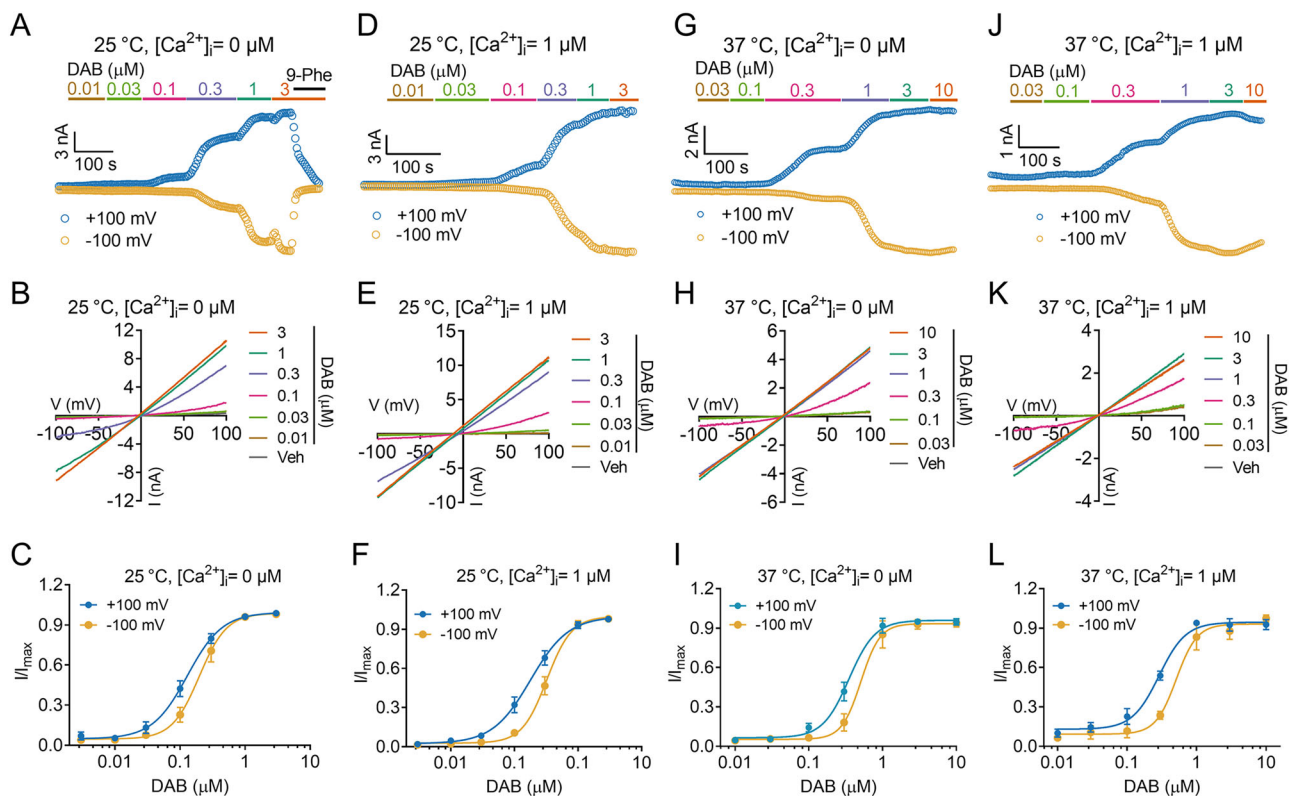 A
25 °C, [Ca²⁺]ᵢ= 0 µM
DAB (µM)
9-Phe
0.01 0.03 0.1 0.3 1 3
3 nA
100 s
+100 mV
-100 mV
D
25 °C, [Ca²⁺]ᵢ= 1 µM
DAB (µM)
0.01 0.03 0.1 0.3 1 3
3 nA
100 s
+100 mV
-100 mV
G
37 °C, [Ca²⁺]ᵢ= 0 µM
DAB (µM)
0.03 0.1 0.3 1 3 10
2 nA
100 s
+100 mV
-100 mV
J
37 °C, [Ca²⁺]ᵢ= 1 µM
DAB (µM)
0.03 0.1 0.3 1 3 10
1 nA
100 s
+100 mV
-100 mV
B
25 °C, [Ca²⁺]ᵢ= 0 µM
12
8
4
V (mV)
-100 -50 50 100
-4
-8
-12
I (nA)
3
1
0.3
0.1
0.03
0.01
Veh
DAB (µM)
E
25 °C, [Ca²⁺]ᵢ= 1 µM
15
10
5
V (mV)
-100 -50 50 100
-5
-10
I (nA)
3
1
0.3
0.1
0.03
0.01
Veh
DAB (µM)
H
37 °C, [Ca²⁺]ᵢ= 0 µM
6
4
2
V (mV)
-100 -50 50 100
-2
-4
-6
I (nA)
10
3
1
0.3
0.1
0.03
Veh
DAB (µM)
K
37 °C, [Ca²⁺]ᵢ= 1 µM
4
2
V (mV)
-100 -50 50 100
-2
-4
I (nA)
10
3
1
0.3
0.1
0.03
Veh
DAB (µM)
C
25 °C, [Ca²⁺]ᵢ= 0 µM
+100 mV
-100 mV
I/Imax
1.2
0.9
0.6
0.3
0.0
0.01 0.1 1 10
DAB (µM)
F
25 °C, [Ca²⁺]ᵢ= 1 µM
+100 mV
-100 mV
I/Imax
1.2
0.9
0.6
0.3
0.0
0.01 0.1 1 10
DAB (µM)
I
37 °C, [Ca²⁺]ᵢ= 0 µM
+100 mV
-100 mV
I/Imax
1.2
0.9
0.6
0.3
0.0
0.01 0.1 1 10
DAB (µM)
L
37 °C, [Ca²⁺]ᵢ= 1 µM
+100 mV
-100 mV
I/Imax
1.2
0.9
0.6
0.3
0.0
0.01 0.1 1 10
DAB (µM)